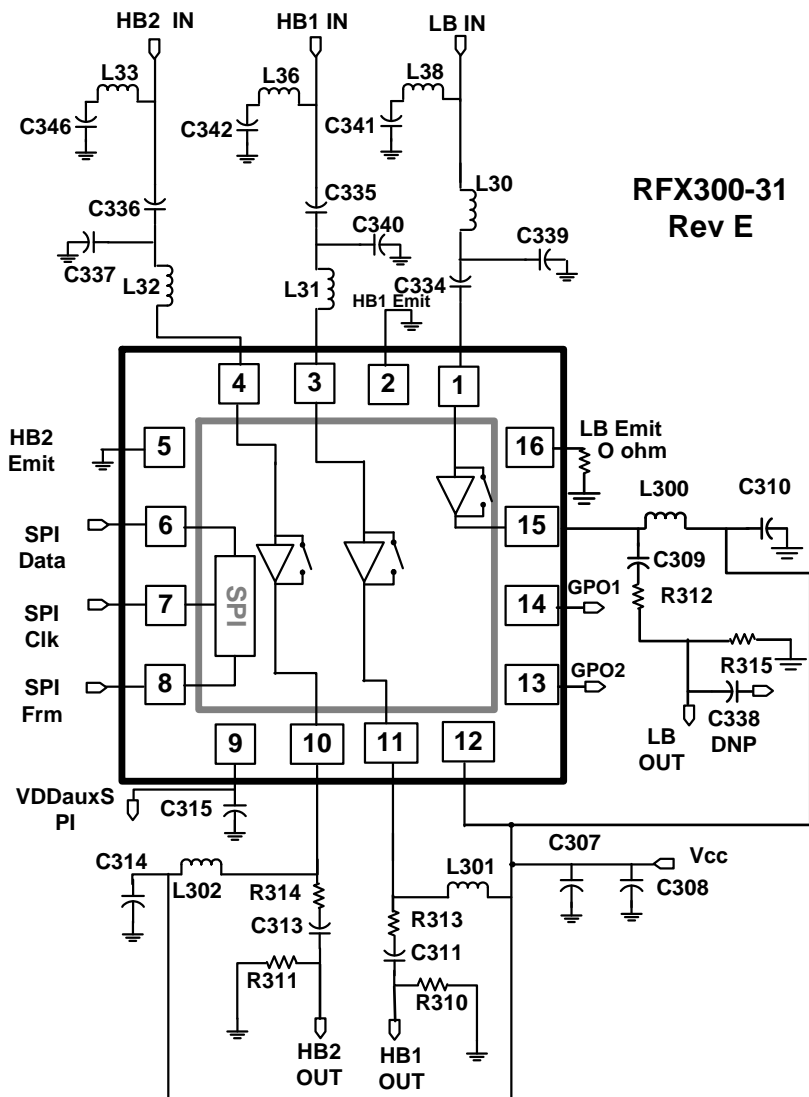 HB2 IN
HB1 IN
LB IN
L33
L36
L38
C346
C342
C341
L30
RFX300-31
Rev E
C336
C335
C340
C339
C337
L32
L31
C334
HB1 Emit
4
3
2
1
HB2
Emit
5
16
LB Emit
O ohm
SPI
Data
6
15
L300
C310
C309
R312
SPI
Clk
7
SPI
14
GPO1
SPI
Frm
8
13
GPO2
R315
C338
DNP
LB
OUT
9
10
11
12
VDDauxS
PI
C315
C314
L302
R314
C313
R311
HB2
OUT
L301
R313
C311
R310
HB1
OUT
C307
Vcc
C308